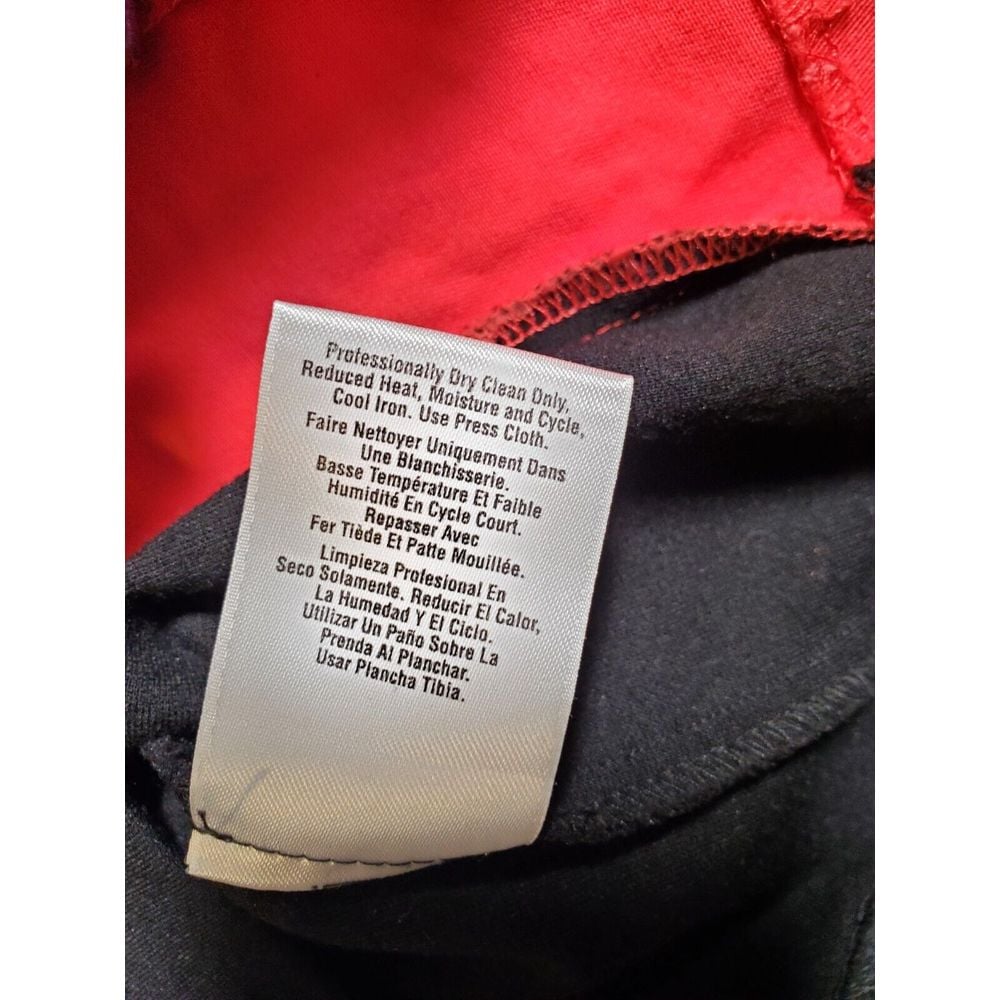 Professionally Dry Clean Only,
Reduced Heat, Moisture and Cycle,
Cool Iron. Use Press Cloth.
Faire Nettoyer Uniquement Dans
Une Blanchisserie.
Basse Température Et Faible
Humidité En Cycle Court.
Repasser Avec
Fer Tiède Et Patte Mouillée.
Limpieza Profesional En
Seco Solamente. Reducir El Calor,
La Humedad Y El Ciclo.
Utilizar Un Paño Sobre La
Prenda Al Planchar.
Usar Plancha Tibia.